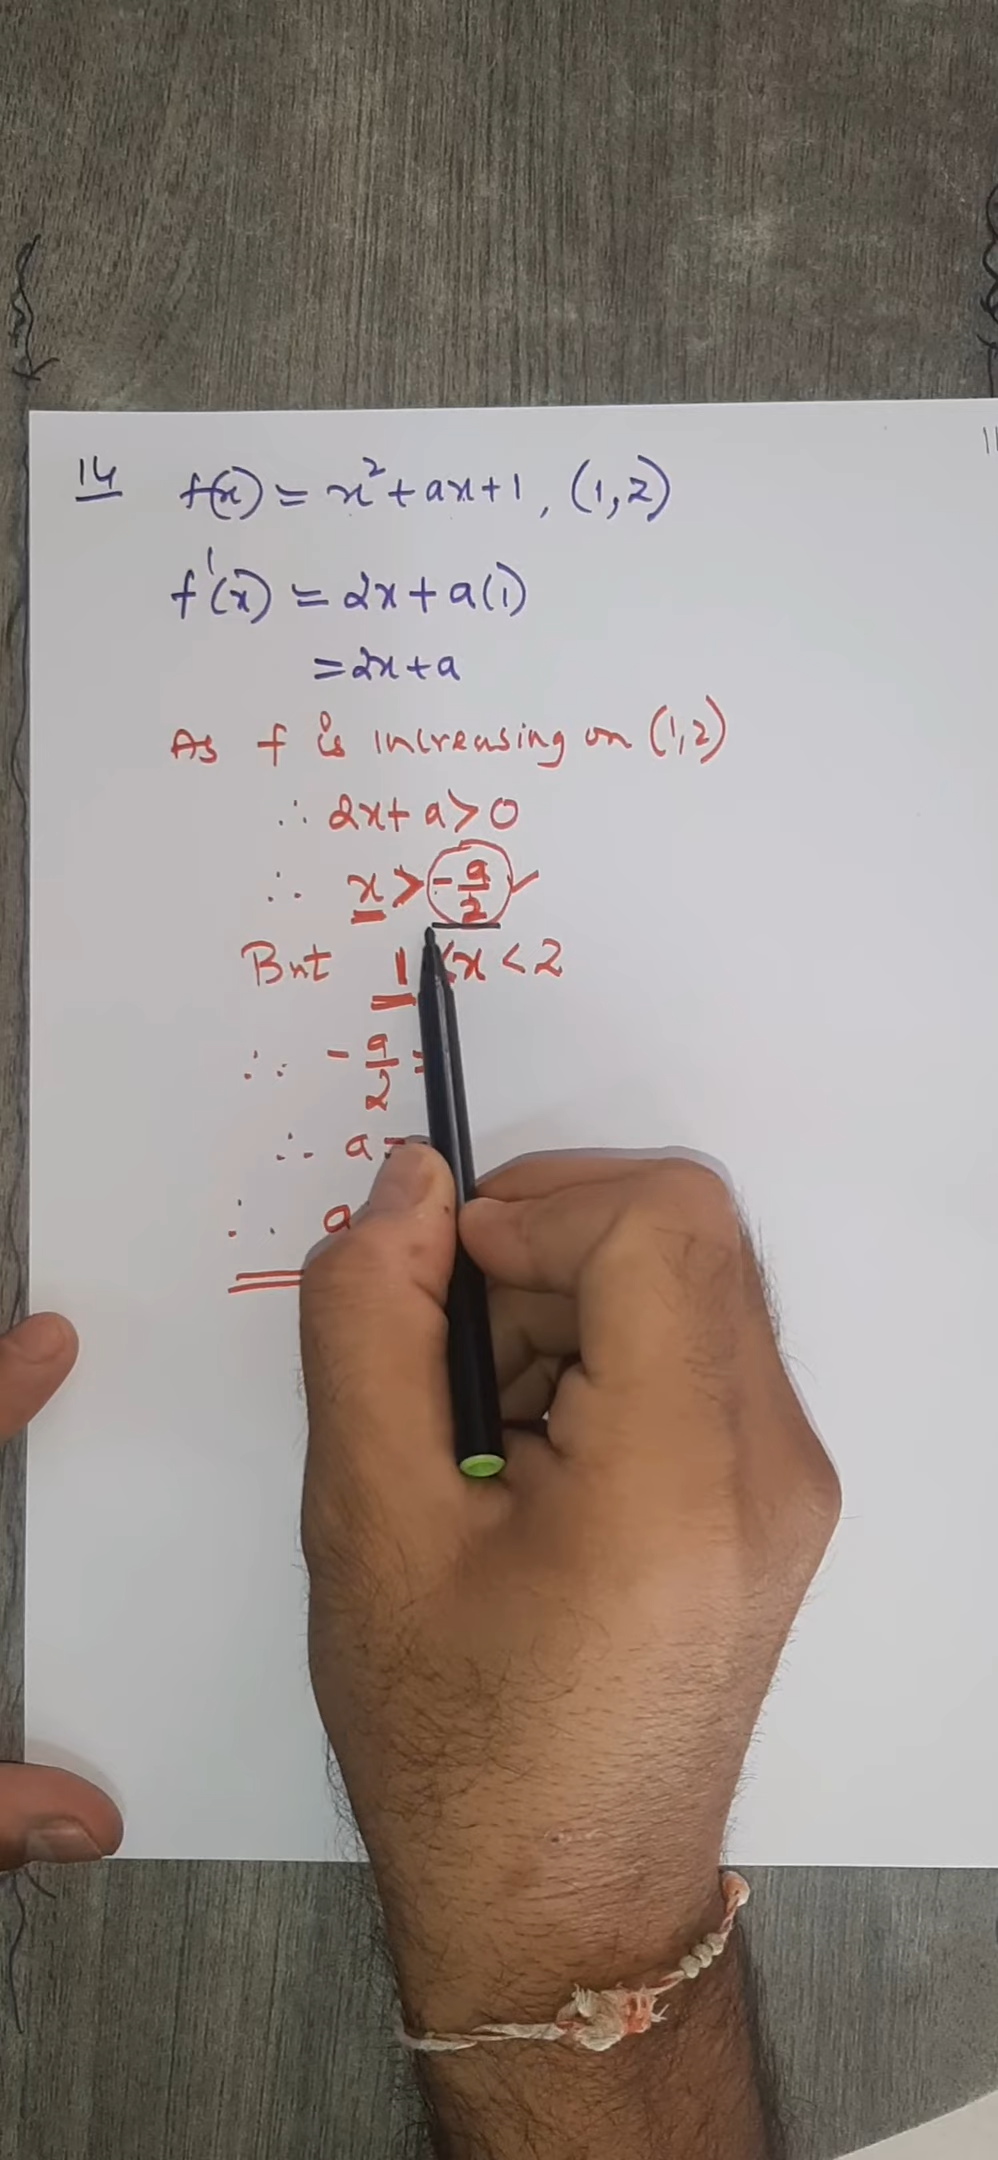 14 f(x) = x² + ax + 1, (1,2)
f'(x) = 2x + a(1)
= 2x + a
As f is increasing on (1,2)
∴ 2x + a > 0
∴ x > -a/2 ✓
But 1 < x < 2
∴ -a/2 =
∴ a =
∴ a